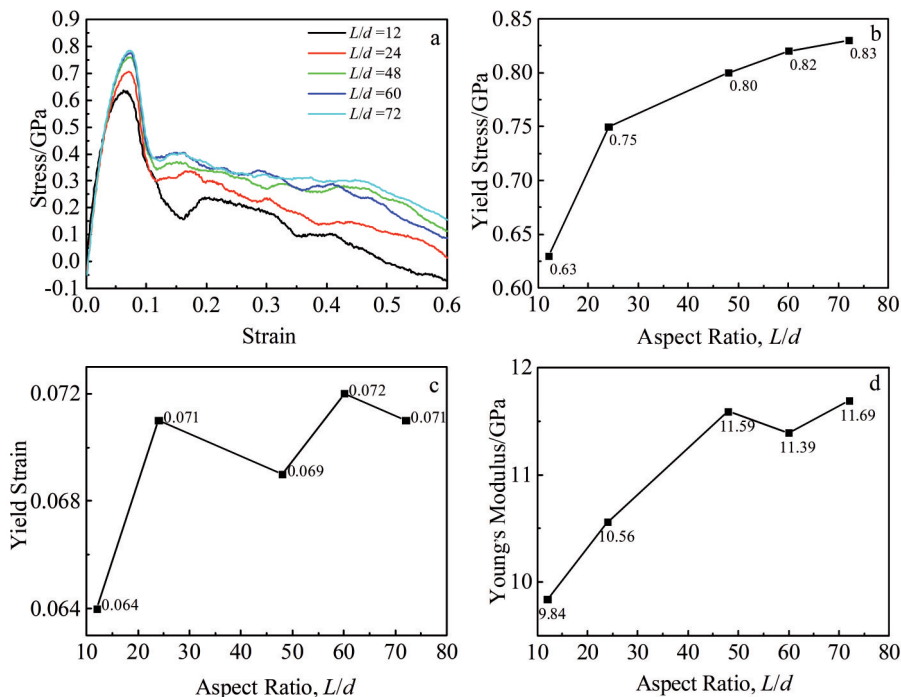 a
L/d =12
L/d =24
L/d =48
L/d =60
L/d =72
Stress/GPa
0.9
0.8
0.7
0.6
0.5
0.4
0.3
0.2
0.1
0.0
-0.1
0.0 0.1 0.2 0.3 0.4 0.5 0.6
Strain
b
Yield Stress/GPa
0.85
0.80
0.75
0.70
0.65
0.60
0.63
0.75
0.80
0.82
0.83
10 20 30 40 50 60 70 80
Aspect Ratio, L/d
c
Yield Strain
0.072
0.068
0.064
0.064
0.071
0.069
0.072
0.071
10 20 30 40 50 60 70 80
Aspect Ratio, L/d
d
Young's Modulus/GPa
12
11
10
9.84
10.56
11.59
11.39
11.69
10 20 30 40 50 60 70 80
Aspect Ratio, L/d